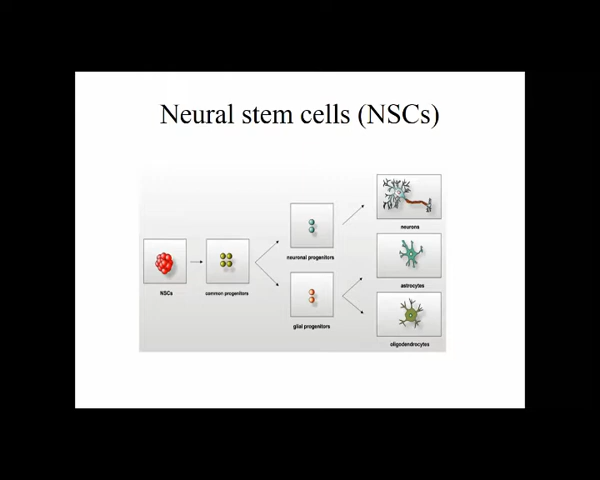 Neural stem cells (NSCs)
neurons
neuronal progenitors
astrocytes
NSCs
common progenitors
glial progenitors
oligodendrocytes